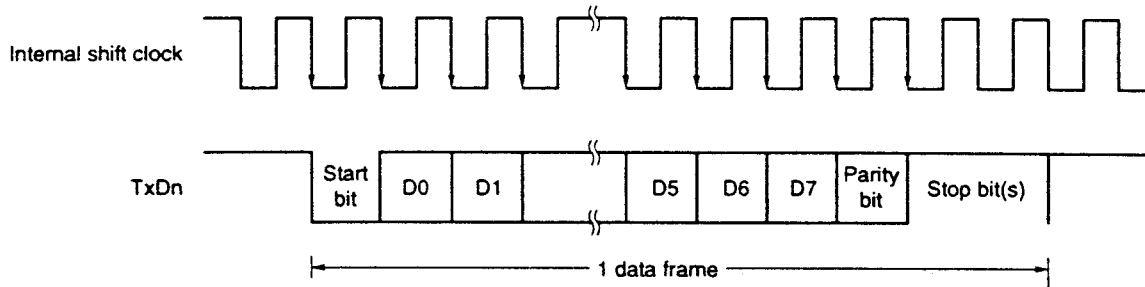 Internal shift clock
TxDn
Start
bit
D0
D1
D5
D6
D7
Parity
bit
Stop bit(s)
1 data frame